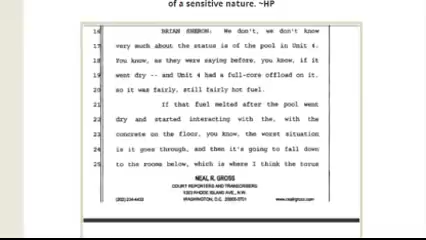 of a sensitive nature. ~HP
16 BRIAN SHERON: We don't, we don't know
17 very much about the status is of the pool in Unit 4.
18 You know, as they were saying before, you know, if it
19 went dry -- and Unit 4 had a full-core offload on it,
20 so it was fairly, still fairly hot fuel.
21 If that fuel melted after the pool went
22 dry and started interacting with the, with the
23 concrete on the floor, you know, the worst situation
24 is it goes through, and then it's going to fall down
25 to the rooms below, which is where I think the torus
NEAL R. GROSS
COURT REPORTERS AND TRANSCRIBERS
1323 RHODE ISLAND AVE., N.W.
(202) 234-4433 WASHINGTON, D.C. 20005-3701 www.nealrgross.com